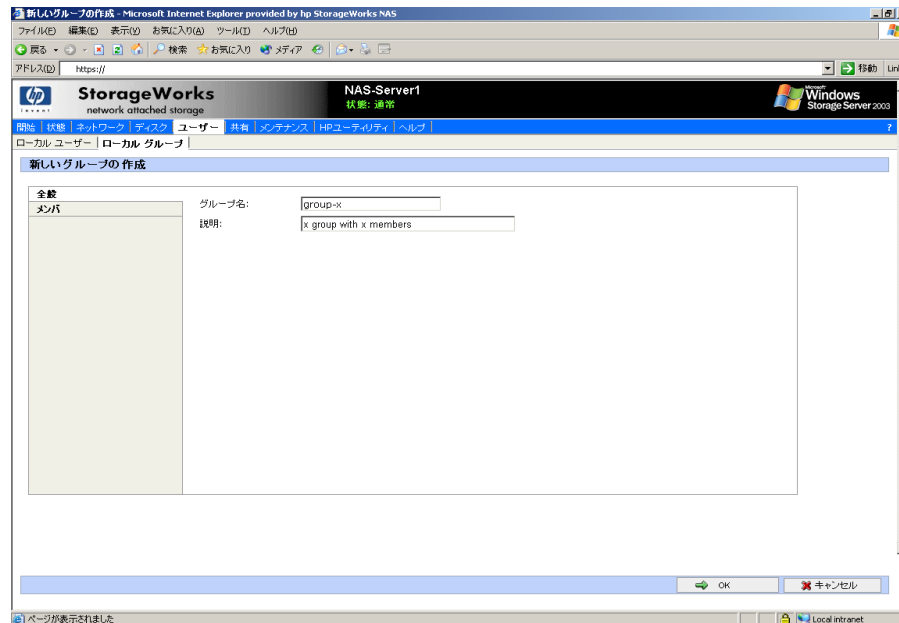 新しいグループの作成 - Microsoft Internet Explorer provided by hp StorageWorks NAS
ファイル(F) 編集(E) 表示(V) お気に入り(A) ツール(T) ヘルプ(H)
戻る 検索 お気に入り メディア
アドレス(D) https:// 移動 Lin
hp invent StorageWorks network attached storage
NAS-Server1
状態: 通常
Microsoft Windows Storage Server 2003
開始 状態 ネットワーク ディスク ユーザー 共有 メンテナンス HPユーティリティ ヘルプ ?
ローカル ユーザー ローカル グループ
新しいグループの作成
全般
メンバ
グループ名: group-x
説明: x group with x members
OK キャンセル
ページが表示されました Local intranet